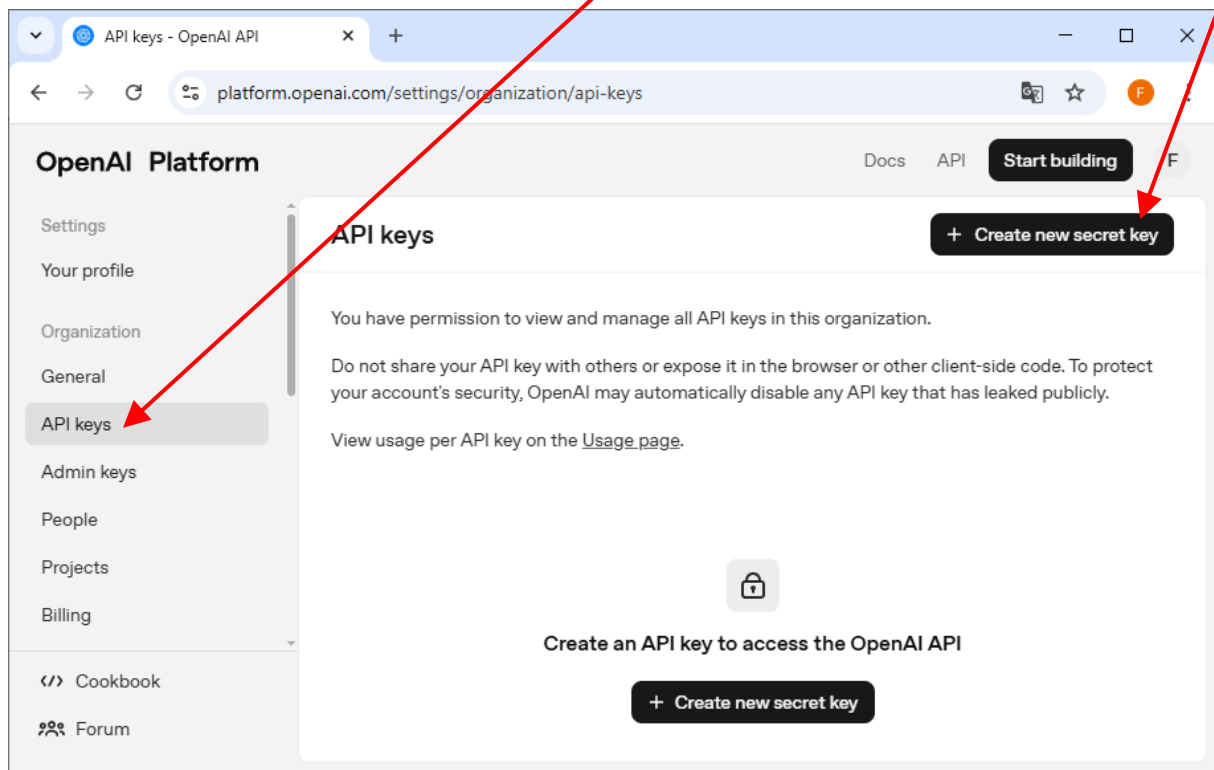 API keys - OpenAI API
platform.openai.com/settings/organization/api-keys
F
OpenAI Platform
Docs
API
Start building
F
Settings
Your profile
Organization
General
API keys
Admin keys
People
Projects
Billing
Cookbook
Forum
API keys
+ Create new secret key
You have permission to view and manage all API keys in this organization.
Do not share your API key with others or expose it in the browser or other client-side code. To protect
your account's security, OpenAI may automatically disable any API key that has leaked publicly.
View usage per API key on the Usage page.
Create an API key to access the OpenAI API
+ Create new secret key